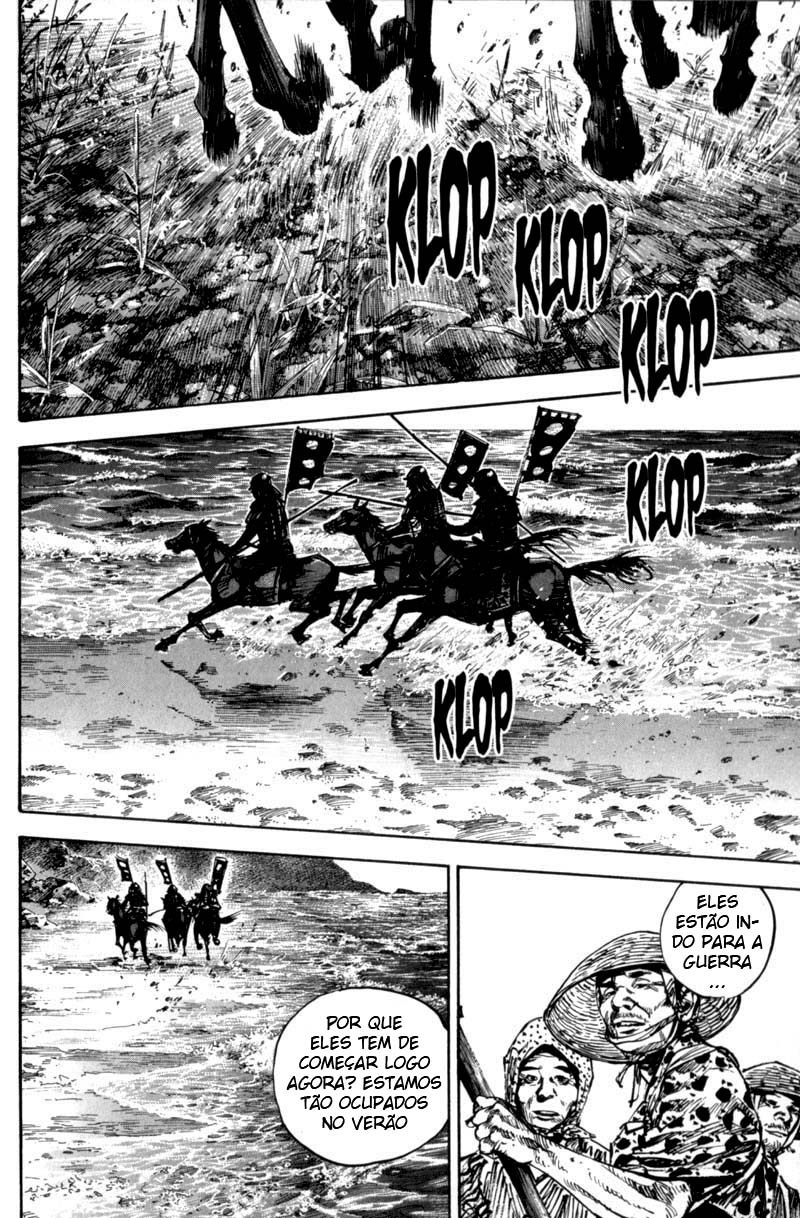 KLOP
KLOP
KLOP
KLOP
KLOP
ELES
ESTÃO IN-
DO PARA A
GUERRA
...
POR QUE
ELES TEM DE
COMEÇAR LOGO
AGORA? ESTAMOS
TÃO OCUPADOS
NO VERÃO